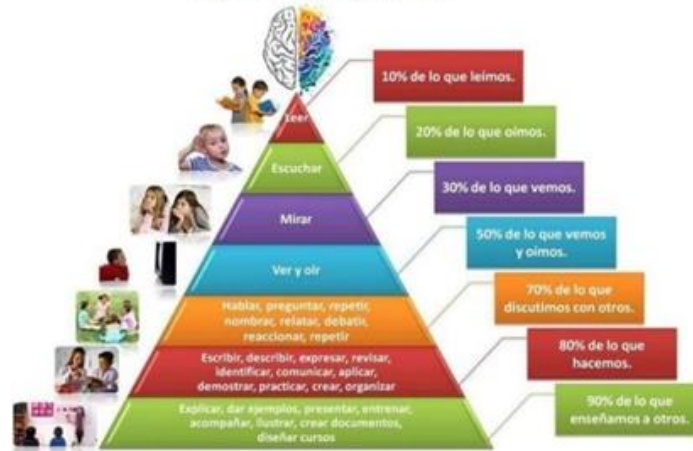 Leer
10% de lo que leímos.
Escuchar
20% de lo que oimos.
Mirar
30% de lo que vemos.
Ver y oir
50% de lo que vemos
y oimos.
Hablar, preguntar, repetir,
nombrar, relatar, debatir,
reaccionar, repetir
70% de lo que
discutimos con otros.
Escribir, describir, expresar, revisar,
identificar, comunicar, aplicar,
demostrar, practicar, crear, organizar
80% de lo que
hacemos.
Explicar, dar ejemplos, presentar, entrenar,
acompañar, ilustrar, crear documentos,
diseñar cursos
90% de lo que
enseñamos a otros.